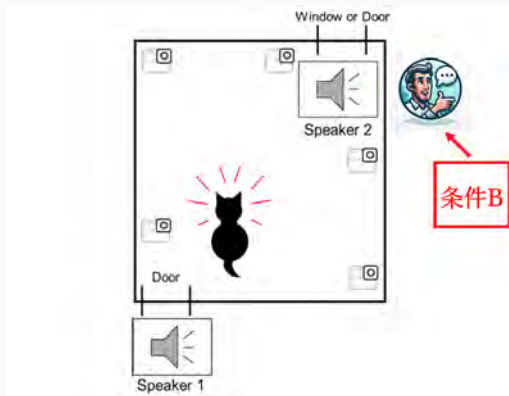 Window or Door
Speaker 2
条件B
Door
Speaker 1